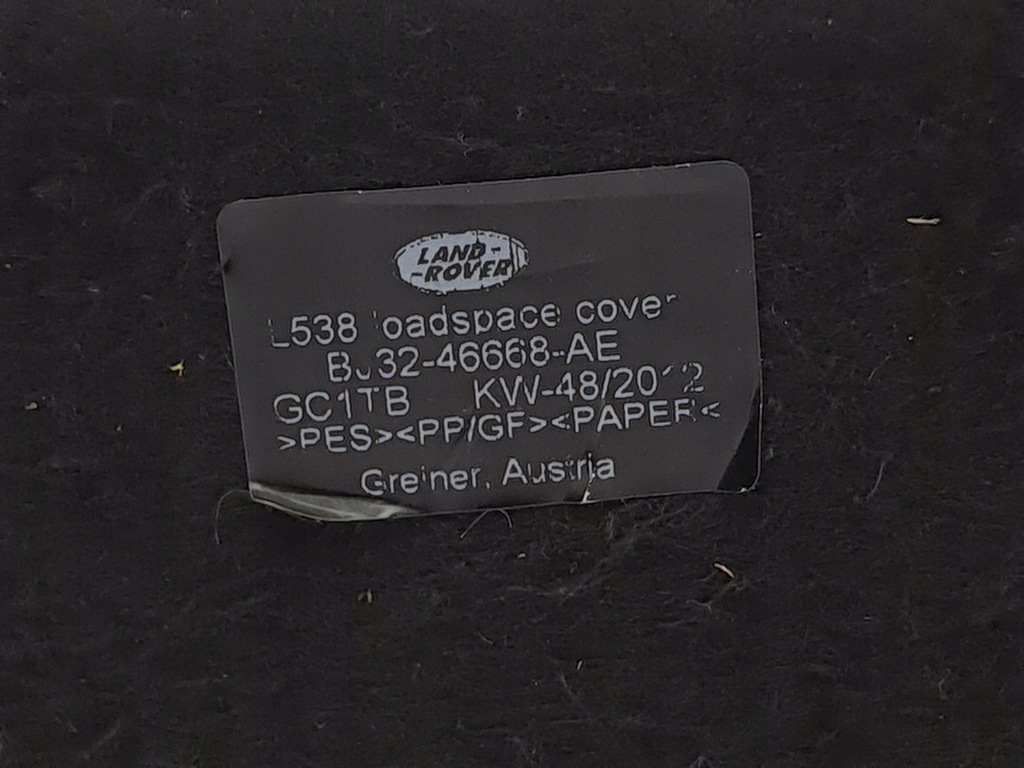 LAND-
-ROVER
L538 loadspace cover
BJ32-46668-AE
GC1TB KW-48/2012
>PES><PP/GF><PAPER<
Greiner, Austria